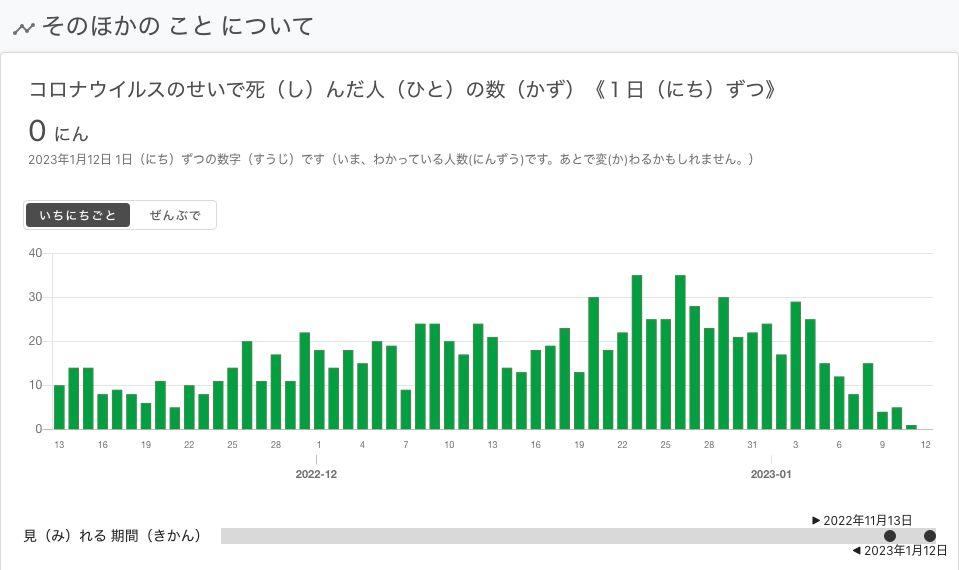 そのほかの こと について
コロナウイルスのせいで死（し）んだ人（ひと）の数（かず）《１日（にち）ずつ》
0 にん
2023年1月12日 1日（にち）ずつの数字（すうじ）です（いま、わかっている人数(にんずう)です。あとで変(か)わるかもしれません。）
いちにちごと ぜんぶで
40
30
20
10
0
13 16 19 22 25 28 1 4 7 10 13 16 19 22 25 28 31 3 6 9 12
2022-12 2023-01
▶ 2022年11月13日
見（み）れる 期間（きかん）
◀ 2023年1月12日